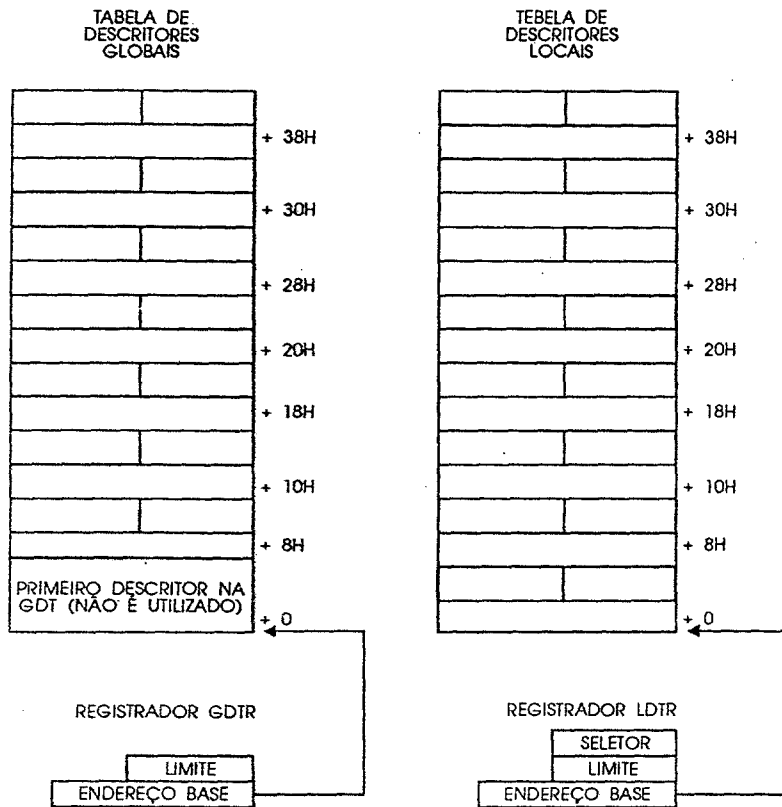 TABELA DE
DESCRITORES
GLOBAIS
+ 38H
+ 30H
+ 28H
+ 20H
+ 18H
+ 10H
+ 8H
PRIMEIRO DESCRITOR NA
GDT (NÃO É UTILIZADO)
+ 0
REGISTRADOR GDTR
LIMITE
ENDEREÇO BASE
TEBELA DE
DESCRITORES
LOCAIS
+ 38H
+ 30H
+ 28H
+ 20H
+ 18H
+ 10H
+ 8H
+ 0
REGISTRADOR LDTR
SELETOR
LIMITE
ENDEREÇO BASE